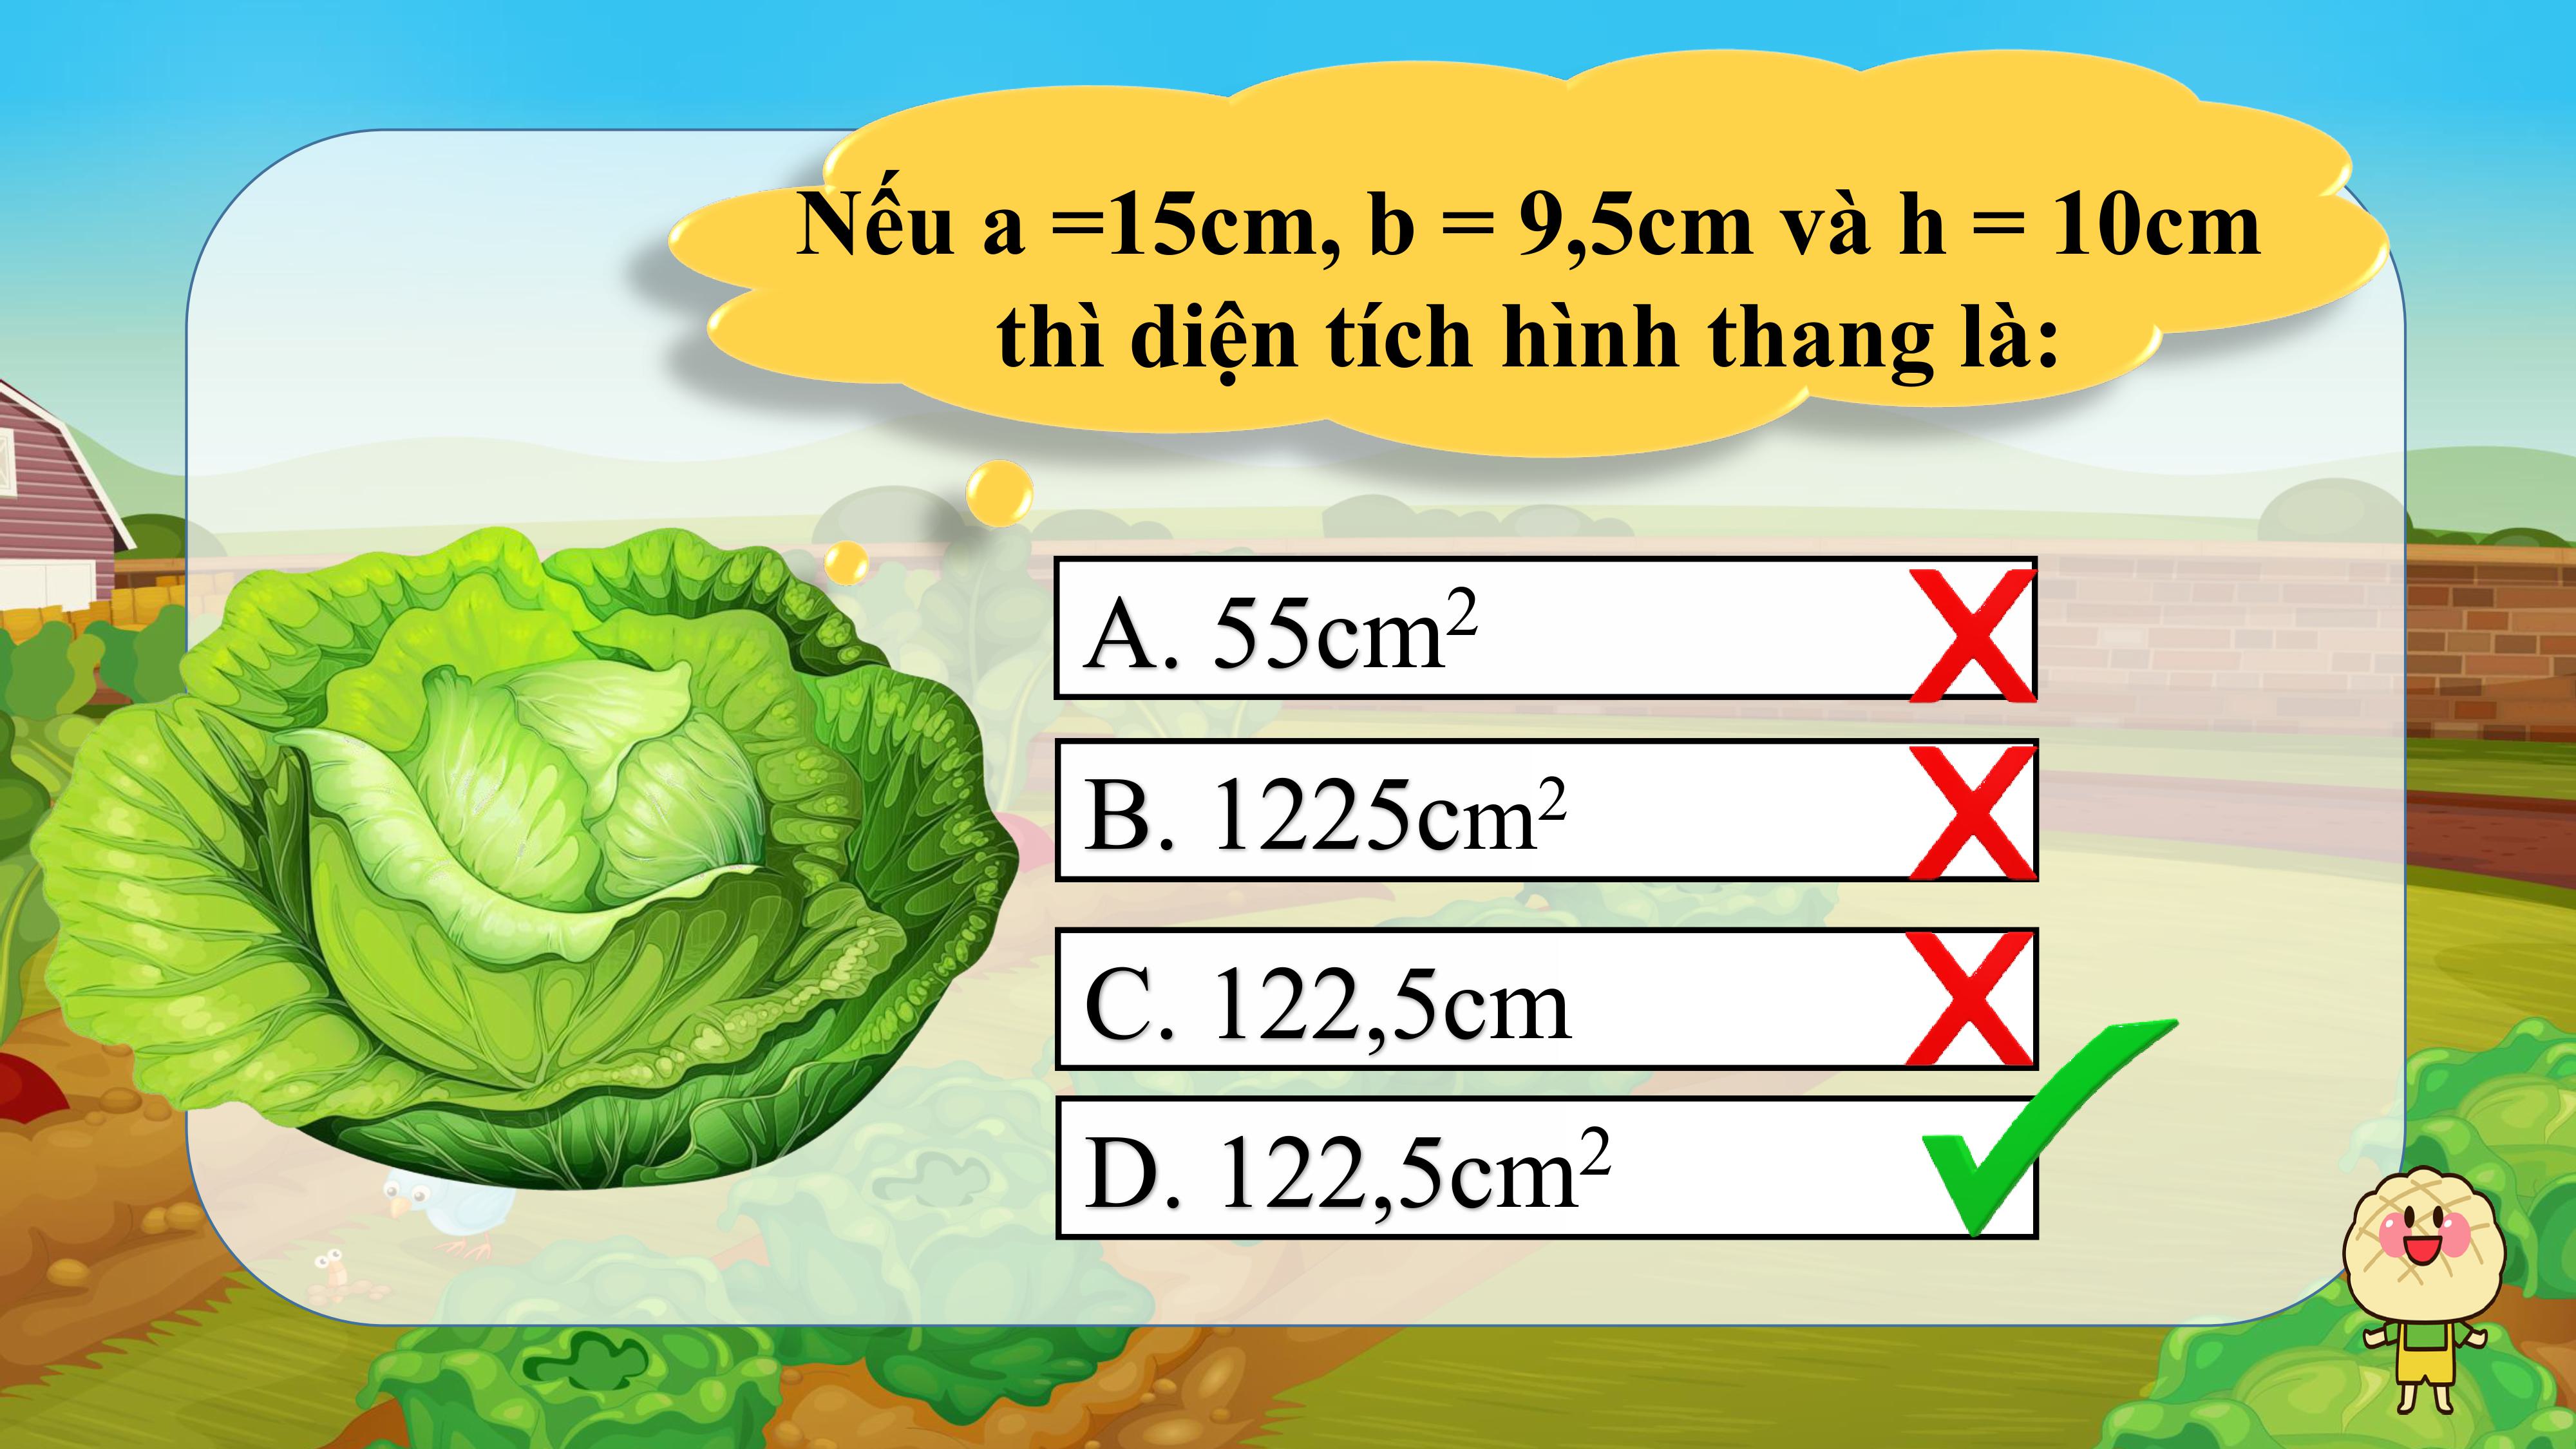 Nếu a =15cm, b = 9,5cm và h = 10cm
thì diện tích hình thang là:
A. 55cm²
B. 1225cm²
C. 122,5cm
D. 122,5cm²